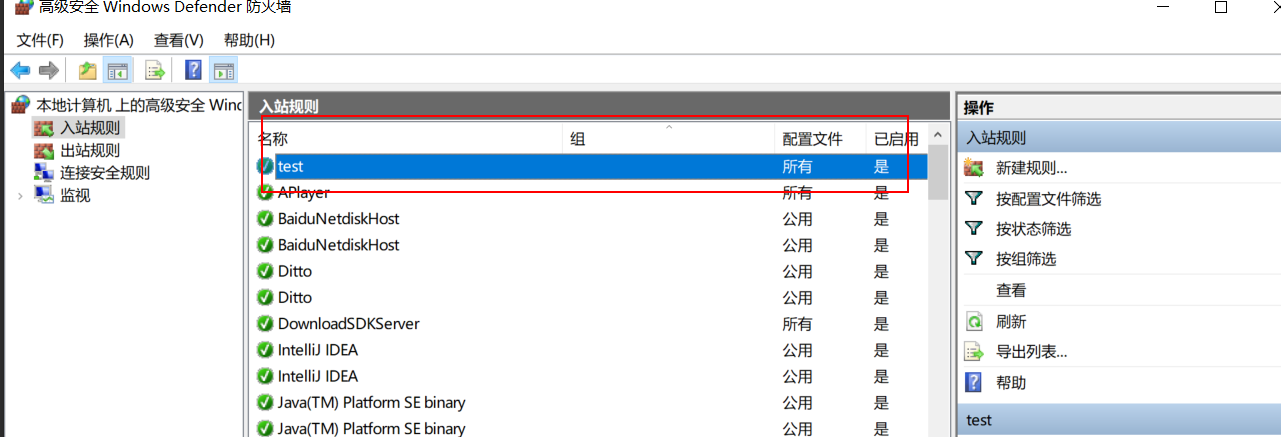 高级安全 Windows Defender 防火墙
文件(F) 操作(A) 查看(V) 帮助(H)
本地计算机 上的高级安全 Wind
入站规则
出站规则
连接安全规则
监视
入站规则
名称 组 配置文件 已启用
test 所有 是
APlayer 所有 是
BaiduNetdiskHost 公用 是
BaiduNetdiskHost 公用 是
Ditto 公用 是
Ditto 公用 是
DownloadSDKServer 所有 是
IntelliJ IDEA 公用 是
IntelliJ IDEA 公用 是
Java(TM) Platform SE binary 公用 是
Java(TM) Platform SE binary 公用 是
操作
入站规则
新建规则...
按配置文件筛选
按状态筛选
按组筛选
查看
刷新
导出列表...
帮助
test